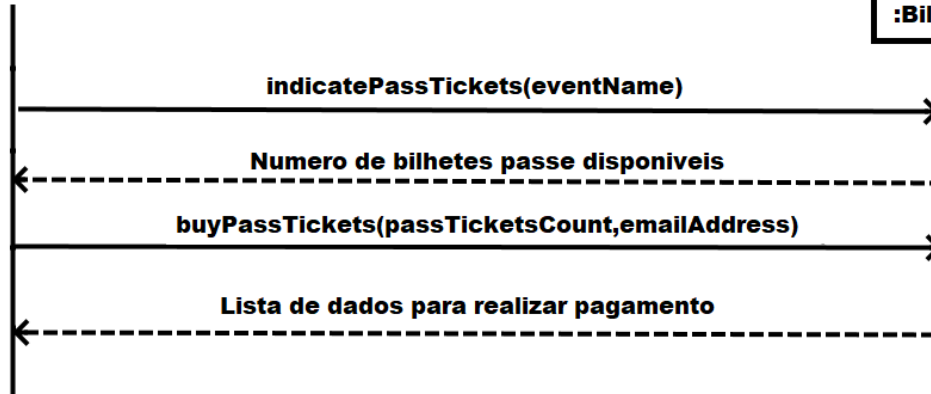 :Bil
indicatePassTickets(eventName)
Numero de bilhetes passe disponiveis
buyPassTickets(passTicketsCount,emailAddress)
Lista de dados para realizar pagamento